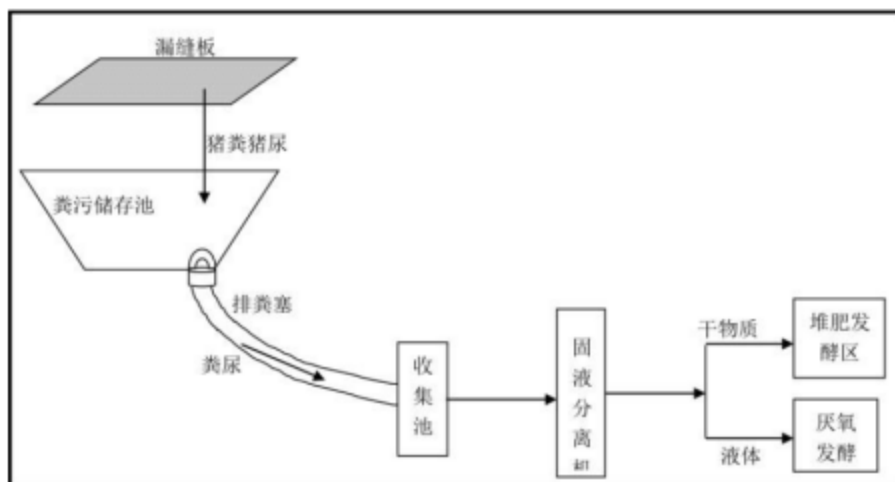 漏缝板
猪粪猪尿
粪污储存池
排粪塞
粪尿
收
集
池
固
液
分
离
机
干物质
堆肥发
酵区
液体
厌氧
发酵